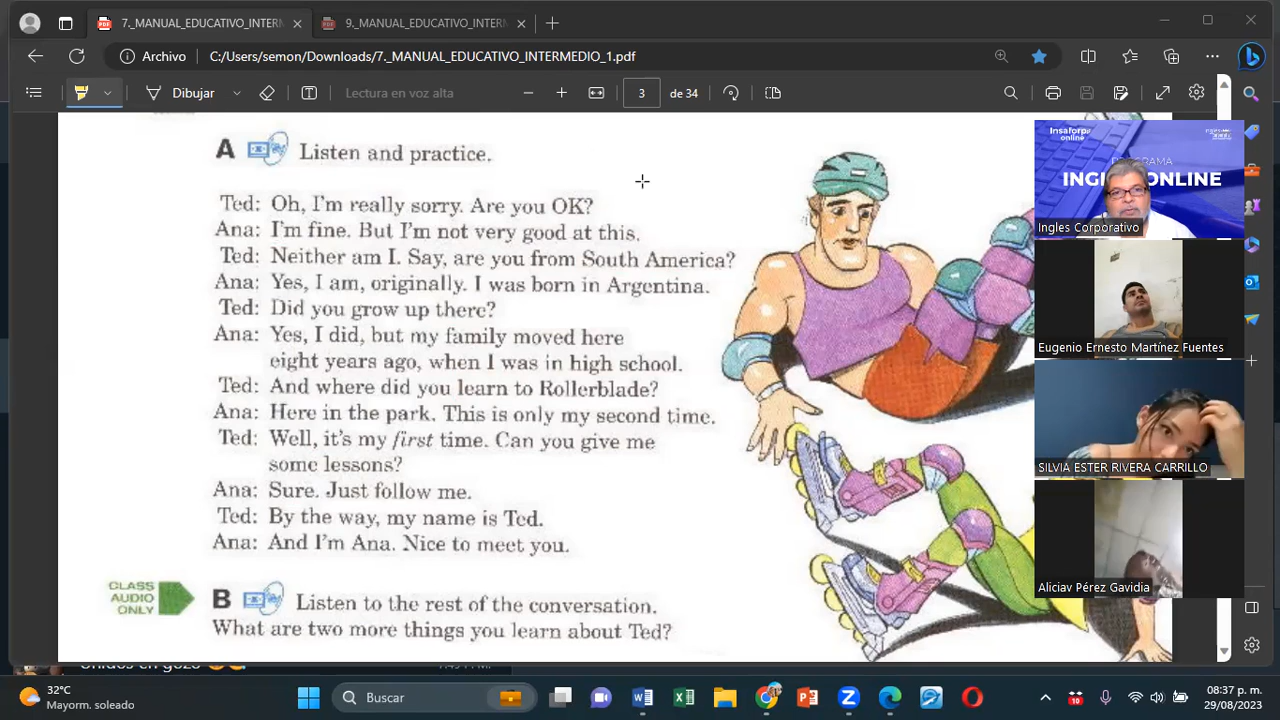 7._MANUAL_EDUCATIVO_INTERM
9._MANUAL_EDUCATIVO_INTERM
Archivo
C:/Users/semon/Downloads/7._MANUAL_EDUCATIVO_INTERMEDIO_1.pdf
Dibujar
Lectura en voz alta
3
de 34
A Listen and practice.
Ted: Oh, I'm really sorry. Are you OK?
Ana: I'm fine. But I'm not very good at this.
Ted: Neither am I. Say, are you from South America?
Ana: Yes, I am, originally. I was born in Argentina.
Ted: Did you grow up there?
Ana: Yes, I did, but my family moved here
eight years ago, when I was in high school.
Ted: And where did you learn to Rollerblade?
Ana: Here in the park. This is only my second time.
Ted: Well, it's my first time. Can you give me
some lessons?
Ana: Sure. Just follow me.
Ted: By the way, my name is Ted.
Ana: And I'm Ana. Nice to meet you.
CLASS
AUDIO
ONLY
B Listen to the rest of the conversation.
What are two more things you learn about Ted?
Insaforp
online
INGL ONLINE
Ingles Corporativo
Eugenio Ernesto Martínez Fuentes
SILVIA ESTER RIVERA CARRILLO
Aliciav Pérez Gavidia
32°C
Mayorm. soleado
Buscar
10
08:37 p. m.
29/08/2023